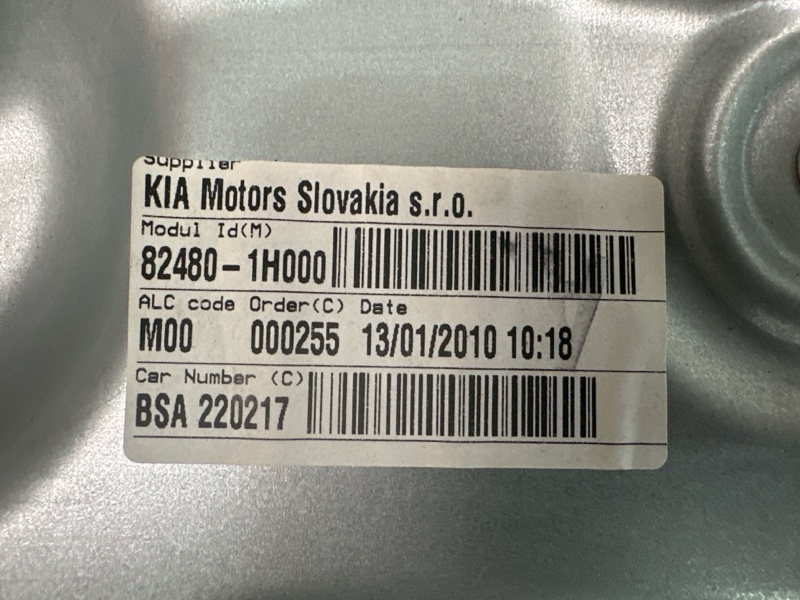 Supplier
KIA Motors Slovakia s.r.o.
Modul Id(M)
82480-1H000
ALC code Order(C) Date
M00 000255 13/01/2010 10:18
Car Number (C)
BSA 220217